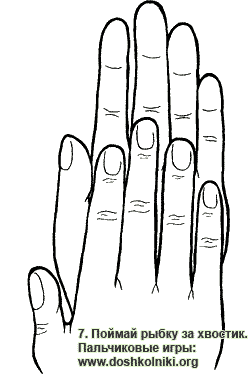 7. Поймай рыбку за хвостик.
Пальчиковые игры:
www.doshkolniki.org